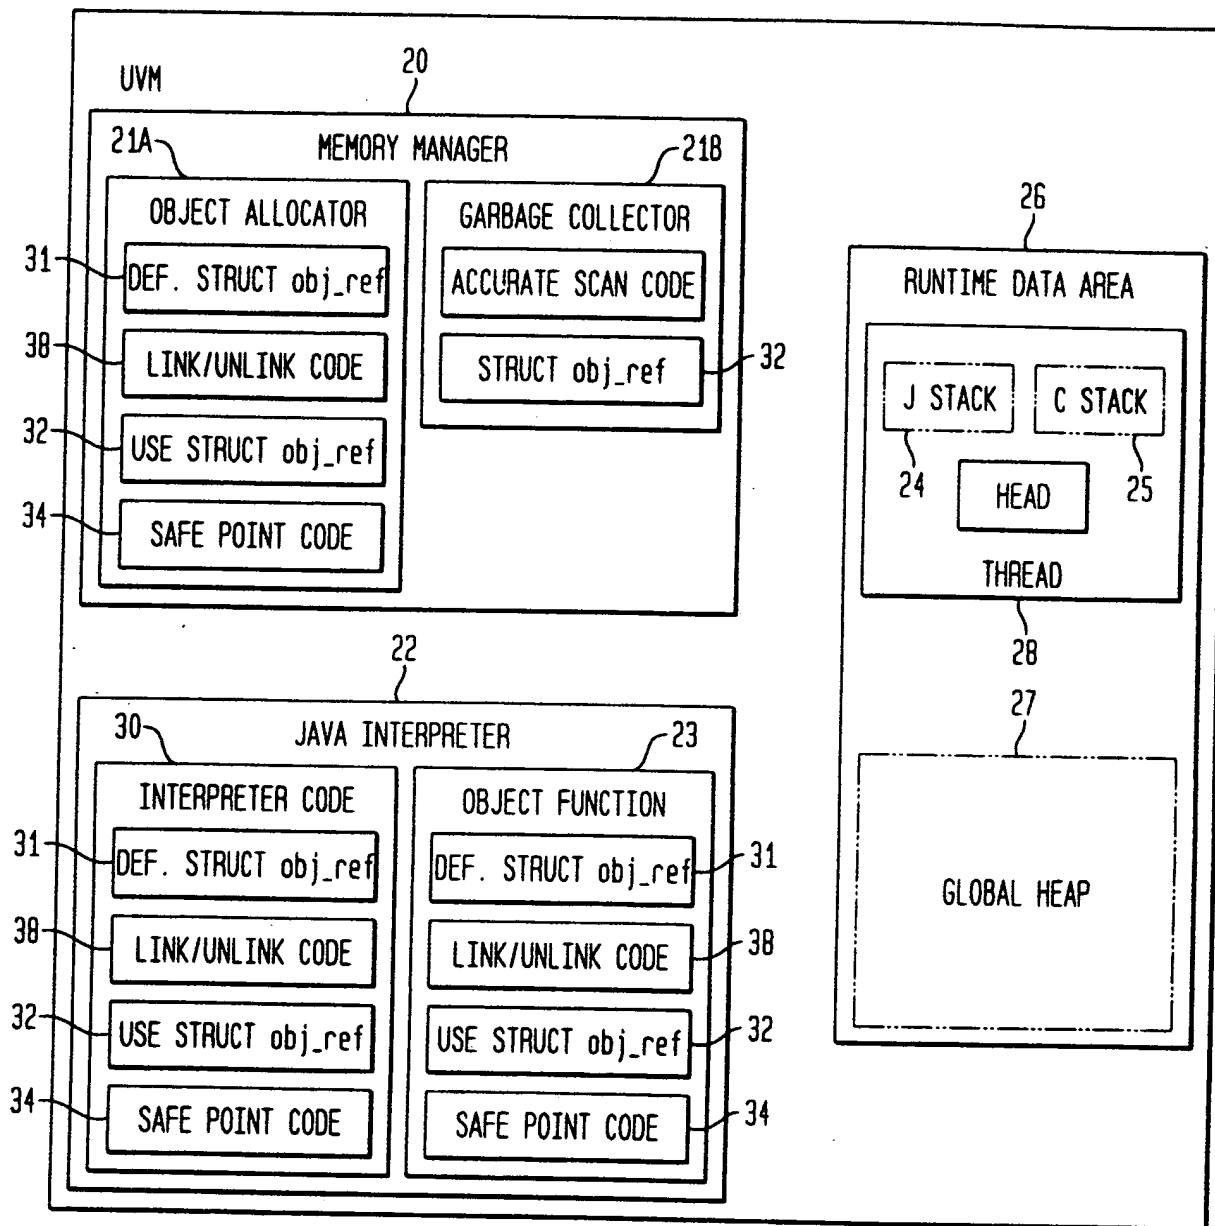 UVM
20
MEMORY MANAGER
21A
21B
OBJECT ALLOCATOR
31
DEF. STRUCT obj_ref
38
LINK/UNLINK CODE
32
USE STRUCT obj_ref
34
SAFE POINT CODE
GARBAGE COLLECTOR
ACCURATE SCAN CODE
STRUCT obj_ref
32
26
RUNTIME DATA AREA
J STACK
C STACK
24
25
HEAD
THREAD
28
27
GLOBAL HEAP
22
JAVA INTERPRETER
30
23
INTERPRETER CODE
31
DEF. STRUCT obj_ref
38
LINK/UNLINK CODE
32
USE STRUCT obj_ref
34
SAFE POINT CODE
OBJECT FUNCTION
DEF. STRUCT obj_ref
31
LINK/UNLINK CODE
38
USE STRUCT obj_ref
32
SAFE POINT CODE
34